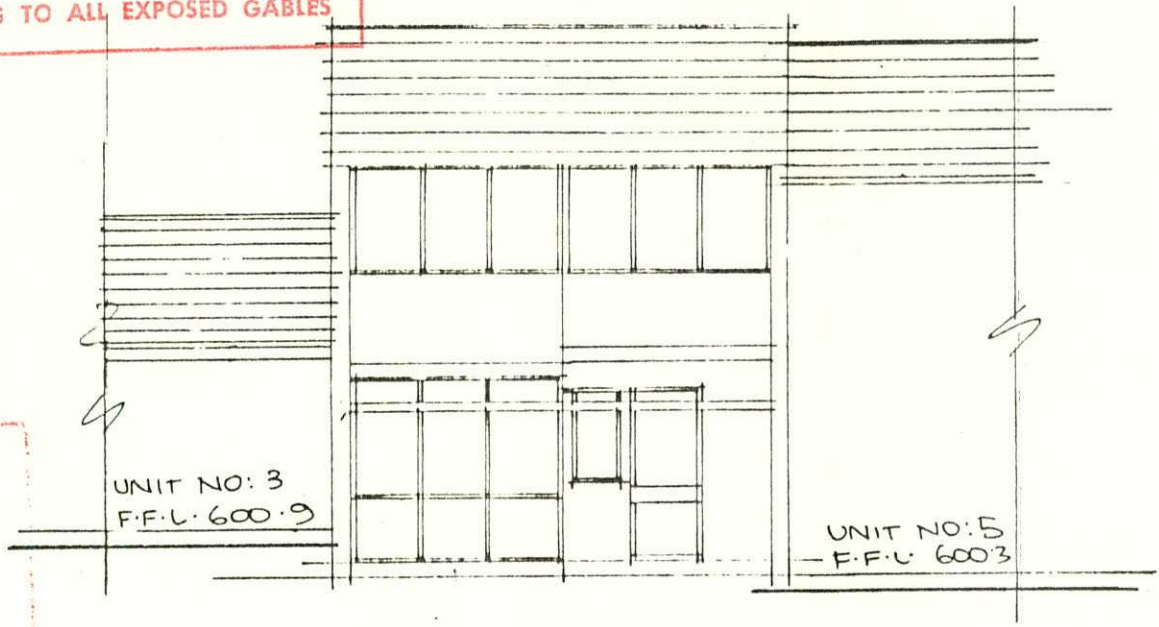 TO ALL EXPOSED GABLES
UNIT NO: 3
F.F.L. 600.9
UNIT NO: 5
F.F.L. 600.3